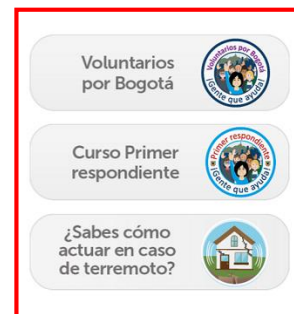 Voluntarios
por Bogotá
Voluntarios por Bogotá
¡Gente que ayuda!
Curso Primer
respondiente
Primer respondiente
¡Gente que ayuda!
¿Sabes cómo
actuar en caso
de terremoto?